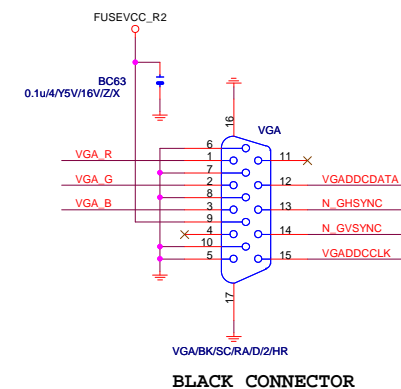 FUSEVCC_R2
BC63
0.1u/4/Y5V/16V/Z/X
16
VGA
6
VGA_R
1
11
7
VGA_G
2
12
VGADDCDATA
8
VGA_B
3
13
N_GHSYNC
9
4
14
N_GVSYNC
10
5
15
VGADDCCLK
17
VGA/BK/SC/RA/D/2/HR
BLACK CONNECTOR